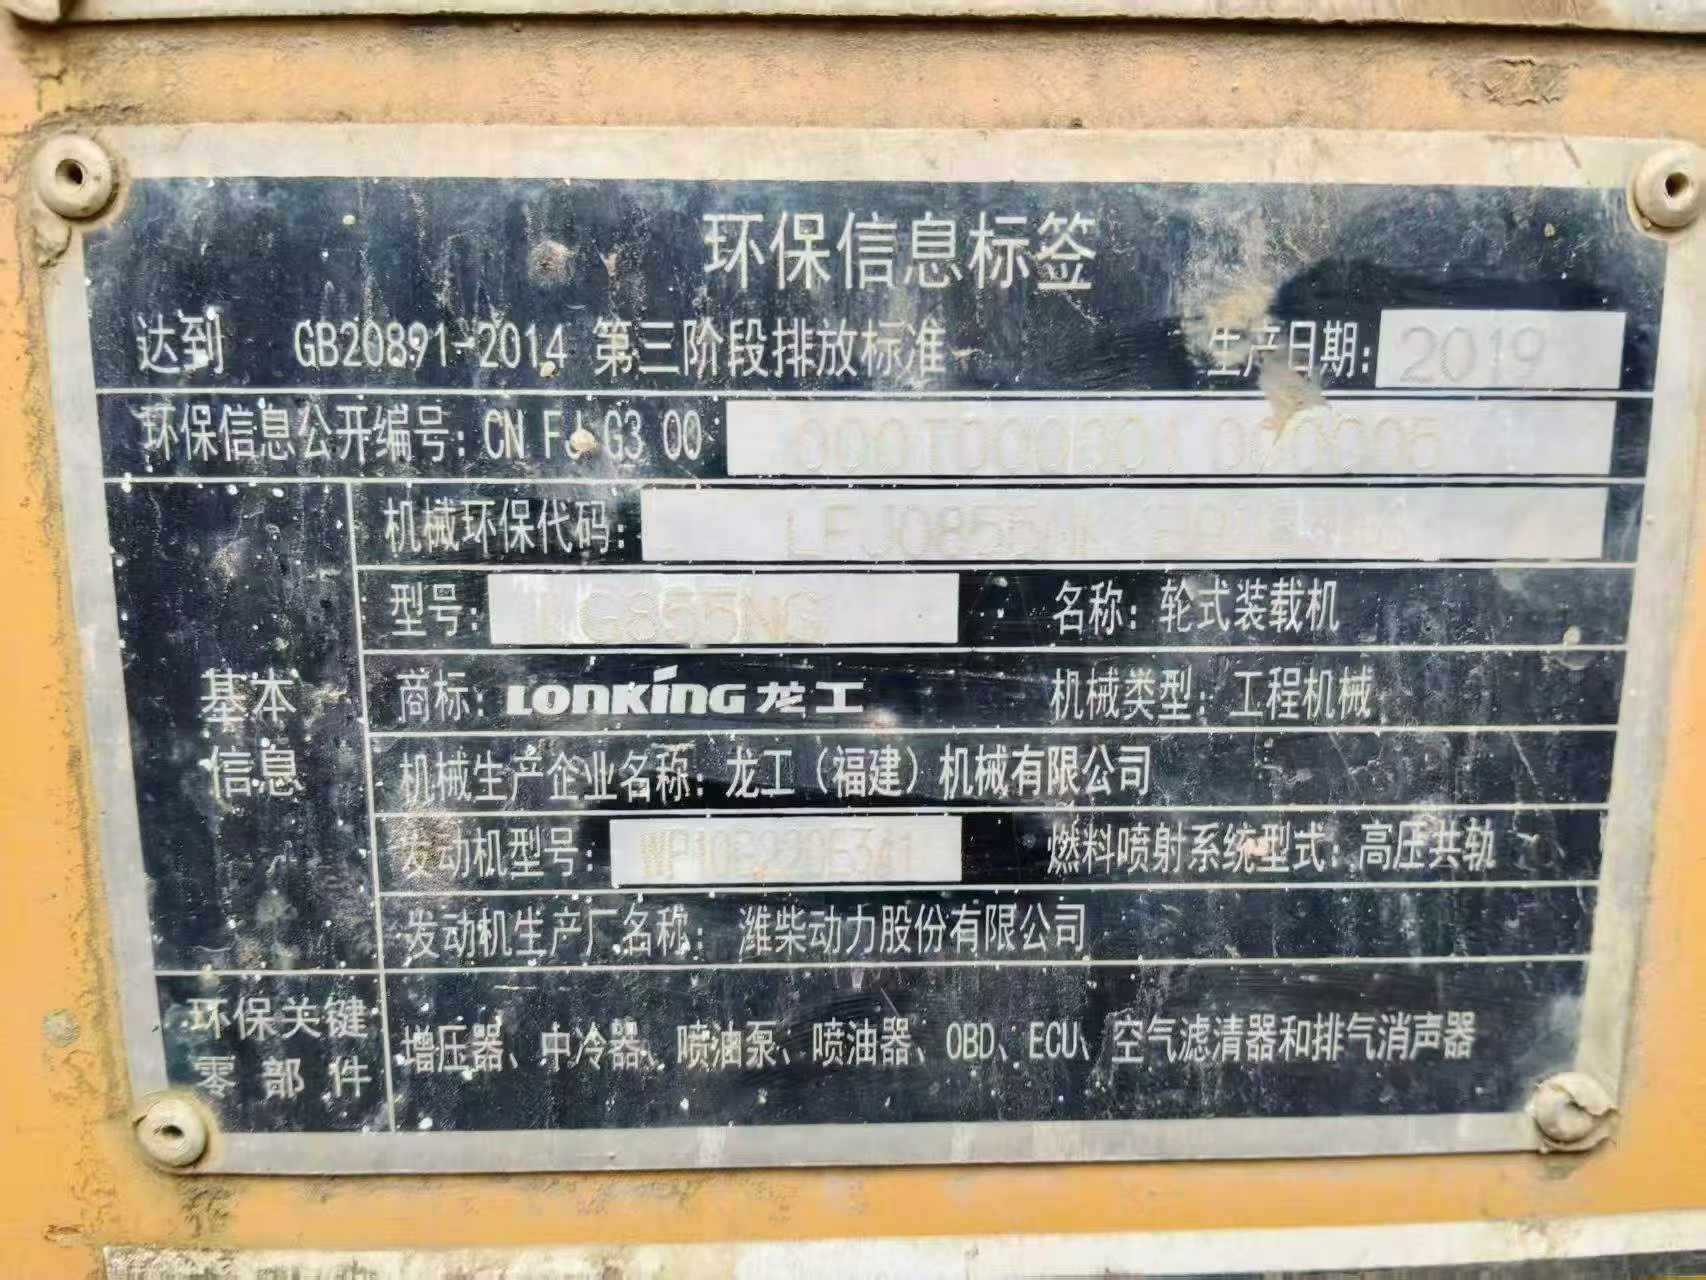 环保信息标签
达到 GB20891-2014 第三阶段排放标准 生产日期: 2019
环保信息公开编号: CN FJ G3 00
机械环保代码:
型号: LG855NG 名称: 轮式装载机
基本信息
商标: LONKING 龙工 机械类型: 工程机械
机械生产企业名称: 龙工（福建）机械有限公司
发动机型号: 燃料喷射系统型式: 高压共轨
发动机生产厂名称: 潍柴动力股份有限公司
环保关键零部件
增压器、中冷器、喷油泵、喷油器、OBD、ECU、空气滤清器和排气消声器